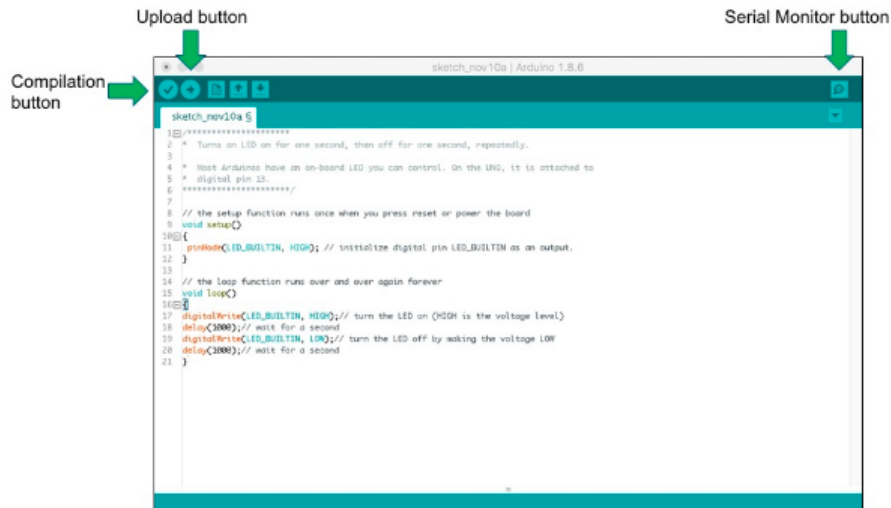 Upload button
Serial Monitor button
Compilation
button
sketch_nov10a | Arduino 1.8.6
sketch_nov10a §
1 /*********************
2 *  Turns an LED on for one second, then off for one second, repeatedly.
3
4 *  Most Arduinos have an on-board LED you can control. On the UNO, it is attached to
5 *  digital pin 13.
6 **********************/
7
8 // the setup function runs once when you press reset or power the board
9 void setup()
10 {
11  pinMode(LED_BUILTIN, HIGH); // initialize digital pin LED_BUILTIN as an output.
12 }
13
14 // the loop function runs over and over again forever
15 void loop()
16 {
17 digitalWrite(LED_BUILTIN, HIGH);// turn the LED on (HIGH is the voltage level)
18 delay(1000);// wait for a second
19 digitalWrite(LED_BUILTIN, LOW);// turn the LED off by making the voltage LOW
20 delay(1000);// wait for a second
21 }